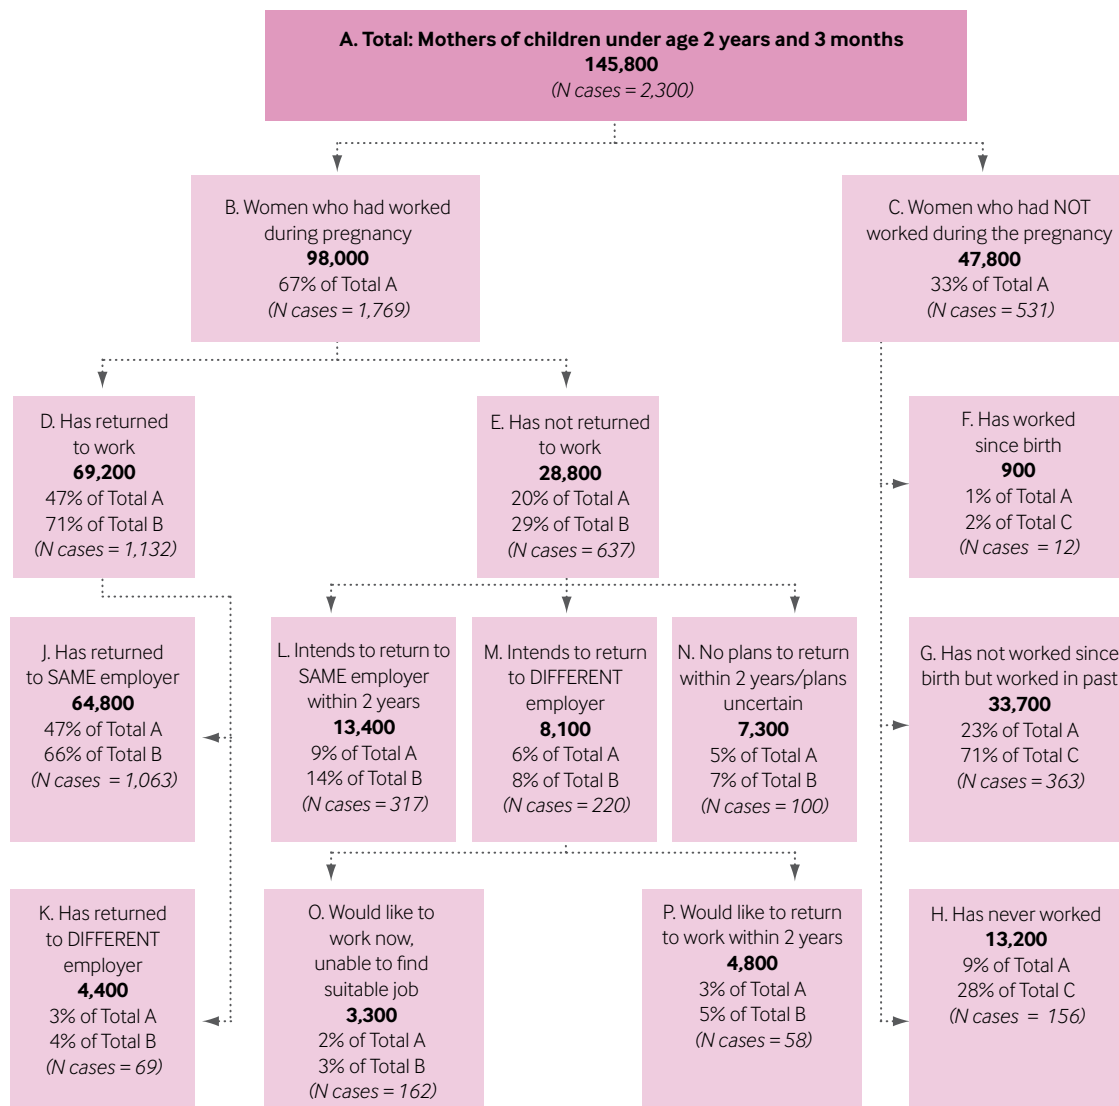 A. Total: Mothers of children under age 2 years and 3 months
145,800
(N cases = 2,300)
B. Women who had worked
during pregnancy
98,000
67% of Total A
(N cases = 1,769)
C. Women who had NOT
worked during the pregnancy
47,800
33% of Total A
(N cases = 531)
D. Has returned
to work
69,200
47% of Total A
71% of Total B
(N cases = 1,132)
E. Has not returned
to work
28,800
20% of Total A
29% of Total B
(N cases = 637)
F. Has worked
since birth
900
1% of Total A
2% of Total C
(N cases = 12)
J. Has returned
to SAME employer
64,800
47% of Total A
66% of Total B
(N cases = 1,063)
L. Intends to return to
SAME employer
within 2 years
13,400
9% of Total A
14% of Total B
(N cases = 317)
M. Intends to return
to DIFFERENT
employer
8,100
6% of Total A
8% of Total B
(N cases = 220)
N. No plans to return
within 2 years/plans
uncertain
7,300
5% of Total A
7% of Total B
(N cases = 100)
G. Has not worked since
birth but worked in past
33,700
23% of Total A
71% of Total C
(N cases = 363)
K. Has returned
to DIFFERENT
employer
4,400
3% of Total A
4% of Total B
(N cases = 69)
O. Would like to
work now,
unable to find
suitable job
3,300
2% of Total A
3% of Total B
(N cases = 162)
P. Would like to return
to work within 2 years
4,800
3% of Total A
5% of Total B
(N cases = 58)
H. Has never worked
13,200
9% of Total A
28% of Total C
(N cases = 156)